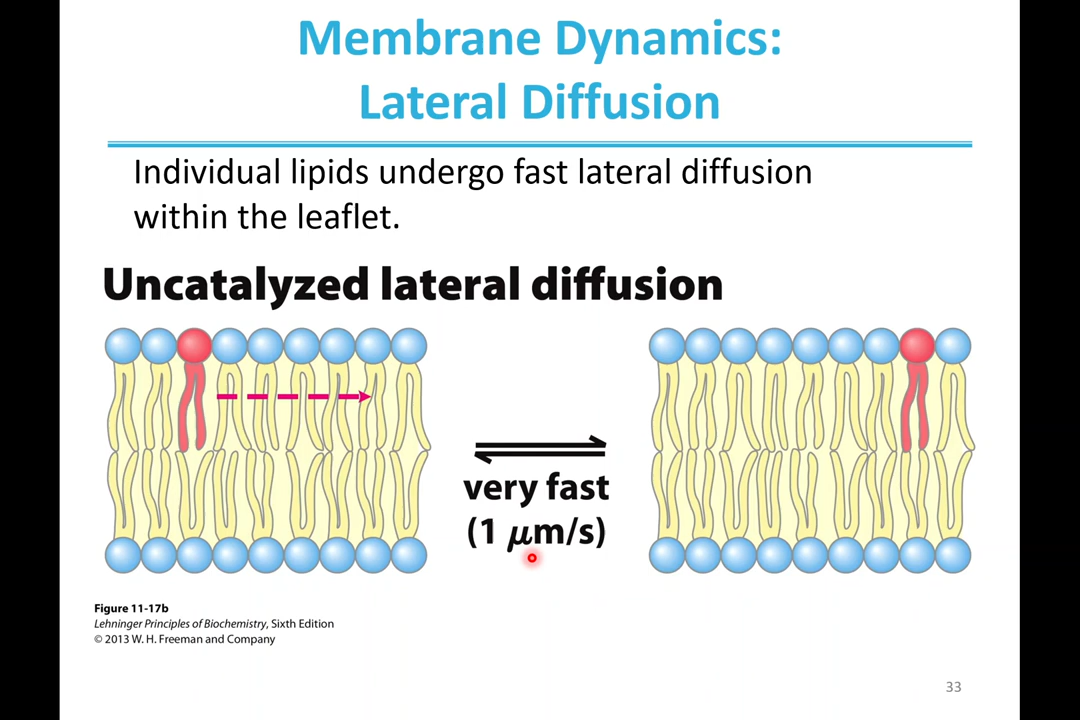 Membrane Dynamics:
Lateral Diffusion
Individual lipids undergo fast lateral diffusion
within the leaflet.
Uncatalyzed lateral diffusion
very fast
(1 μm/s)
Figure 11-17b
Lehninger Principles of Biochemistry, Sixth Edition
© 2013 W. H. Freeman and Company
33